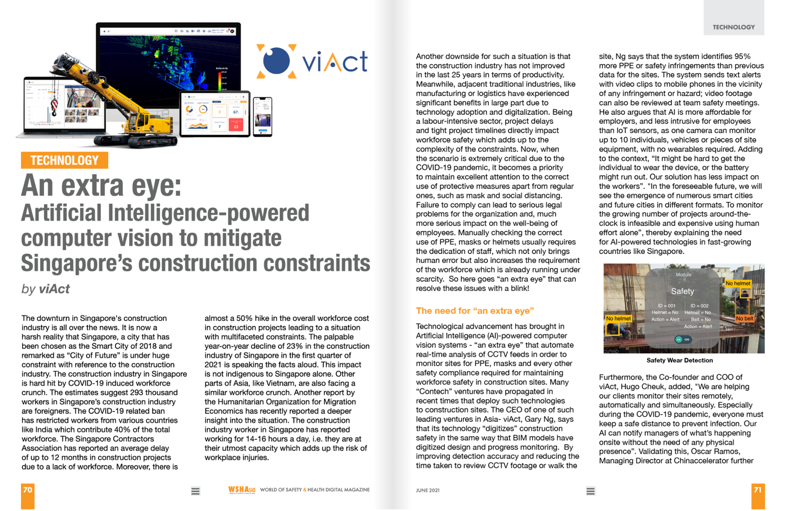 viAct
TECHNOLOGY
An extra eye:
Artificial Intelligence-powered
computer vision to mitigate
Singapore's construction constraints
by viAct
The downturn in Singapore's construction
industry is all over the news. It is now a
harsh reality that Singapore, a city that has
been chosen as the Smart City of 2018 and
remarked as "City of Future" is under huge
constraint with reference to the construction
industry. The construction industry in Singapore
is hard hit by COVID-19 induced workforce
crunch. The estimates suggest 293 thousand
workers in Singapore's construction industry
are foreigners. The COVID-19 related ban
has restricted workers from various countries
like India which contribute 40% of the total
workforce. The Singapore Contractors
Association has reported an average delay
of up to 12 months in construction projects
due to a lack of workforce. Moreover, there is
almost a 50% hike in the overall workforce cost
in construction projects leading to a situation
with multifaceted constraints. The palpable
year-on-year decline of 23% in the construction
industry of Singapore in the first quarter of
2021 is speaking the facts aloud. This impact
is not indigenous to Singapore alone. Other
parts of Asia, like Vietnam, are also facing a
similar workforce crunch. Another report by
the Humanitarian Organization for Migration
Economics has recently reported a deeper
insight into the situation. The construction
industry worker in Singapore has reported
working for 14-16 hours a day, i.e. they are at
their utmost capacity which adds up the risk of
workplace injuries.
70
WSHAsia WORLD OF SAFETY & HEALTH DIGITAL MAGAZINE
TECHNOLOGY
Another downside for such a situation is that
the construction industry has not improved
in the last 25 years in terms of productivity.
Meanwhile, adjacent traditional industries, like
manufacturing or logistics have experienced
significant benefits in large part due to
technology adoption and digitalization. Being
a labour-intensive sector, project delays
and tight project timelines directly impact
workforce safety which adds up to the
complexity of the constraints. Now, when
the scenario is extremely critical due to the
COVID-19 pandemic, it becomes a priority
to maintain excellent attention to the correct
use of protective measures apart from regular
ones, such as mask and social distancing.
Failure to comply can lead to serious legal
problems for the organization and, much
more serious impact on the well-being of
employees. Manually checking the correct
use of PPE, masks or helmets usually requires
the dedication of staff, which not only brings
human error but also increases the requirement
of the workforce which is already running under
scarcity. So here goes "an extra eye" that can
resolve these issues with a blink!
The need for "an extra eye"
Technological advancement has brought in
Artificial Intelligence (AI)-powered computer
vision systems - "an extra eye" that automate
real-time analysis of CCTV feeds in order to
monitor sites for PPE, masks and every other
safety compliance required for maintaining
workforce safety in construction sites. Many
"Contech" ventures have propagated in
recent times that deploy such technologies
to construction sites. The CEO of one of such
leading ventures in Asia- viAct, Gary Ng, says
that its technology "digitizes" construction
safety in the same way that BIM models have
digitized design and progress monitoring. By
improving detection accuracy and reducing the
time taken to review CCTV footage or walk the
site, Ng says that the system identifies 95%
more PPE or safety infringements than previous
data for the sites. The system sends text alerts
with video clips to mobile phones in the vicinity
of any infringement or hazard; video footage
can also be reviewed at team safety meetings.
He also argues that AI is more affordable for
employers, and less intrusive for employees
than IoT sensors, as one camera can monitor
up to 10 individuals, vehicles or pieces of site
equipment, with no wearables required. Adding
to the context, "It might be hard to get the
individual to wear the device, or the battery
might run out. Our solution has less impact on
the workers". "In the foreseeable future, we will
see the emergence of numerous smart cities
and future cities in different formats. To monitor
the growing number of projects around-the-
clock is infeasible and expensive using human
effort alone", thereby explaining the need
for AI-powered technologies in fast-growing
countries like Singapore.
Module
Safety
No helmet
ID = 001 ID = 002
Helmet = No Helmet = No
Action = Alert Belt = No
Action = Alert
No helmet
No belt
Safety Wear Detection
Furthermore, the Co-founder and COO of
viAct, Hugo Cheuk, added, "We are helping
our clients monitor their sites remotely,
automatically and simultaneously. Especially
during the COVID-19 pandemic, everyone must
keep a safe distance to prevent infection. Our
AI can notify managers of what's happening
onsite without the need of any physical
presence". Validating this, Oscar Ramos,
Managing Director at Chinaccelerator further
JUNE 2021
71